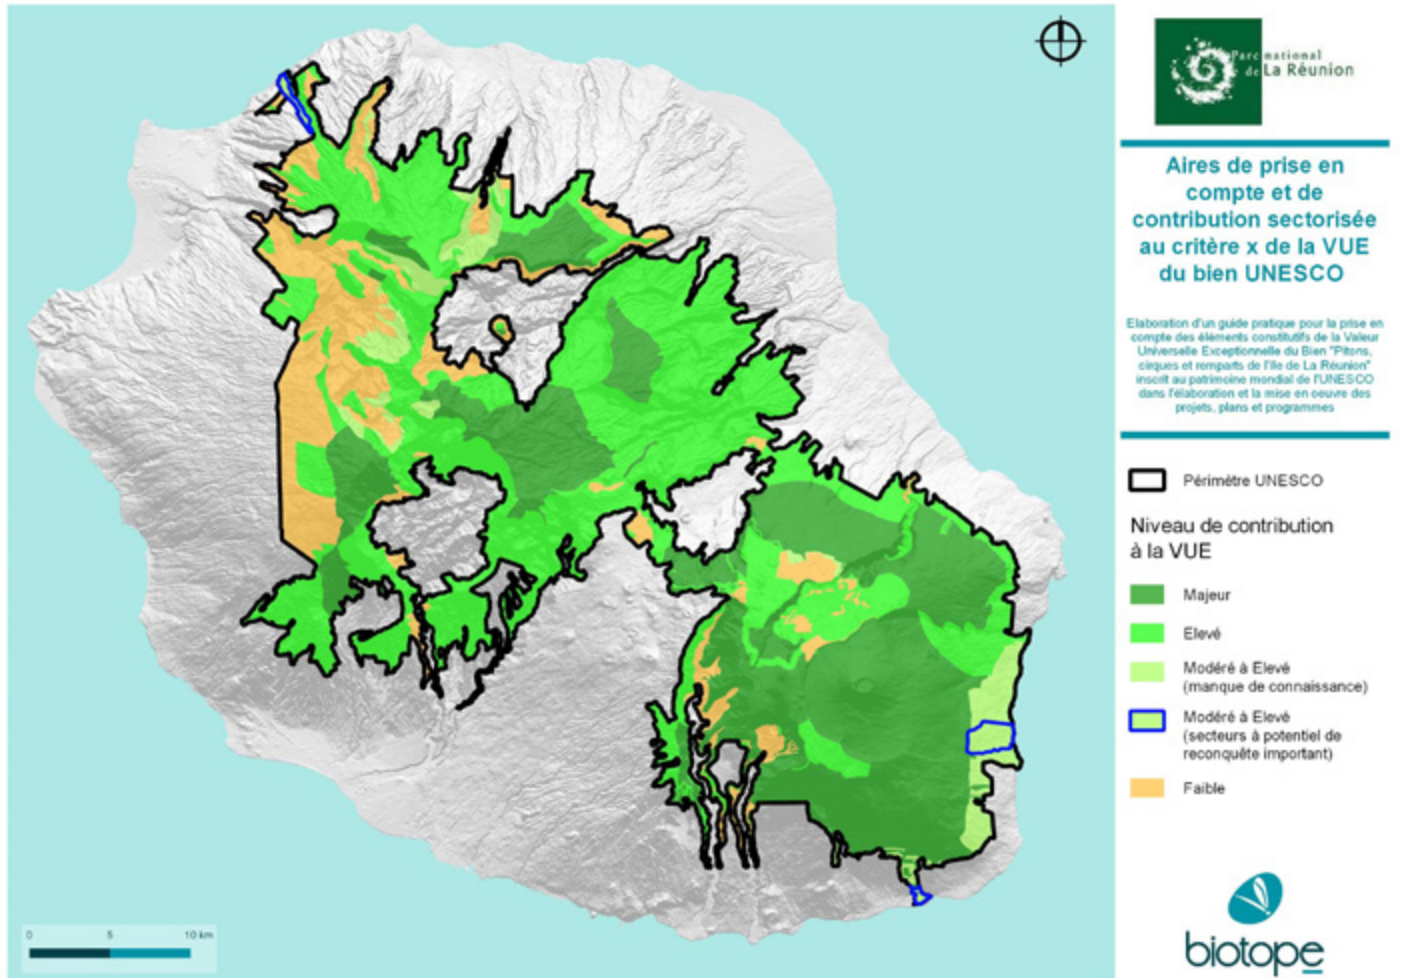 Parc national
de La Réunion
Aires de prise en
compte et de
contribution sectorisée
au critère x de la VUE
du bien UNESCO
Elaboration d'un guide pratique pour la prise en
compte des éléments constitutifs de la Valeur
Universelle Exceptionnelle du Bien "Pitons,
cirques et remparts de l'île de La Réunion"
inscrit au patrimoine mondial de l'UNESCO
dans l'élaboration et la mise en oeuvre des
projets, plans et programmes
Périmètre UNESCO
Niveau de contribution
à la VUE
Majeur
Elevé
Modéré à Elevé
(manque de connaissance)
Modéré à Elevé
(secteurs à potentiel de
reconquête important)
Faible
0 5 10 km
biotope